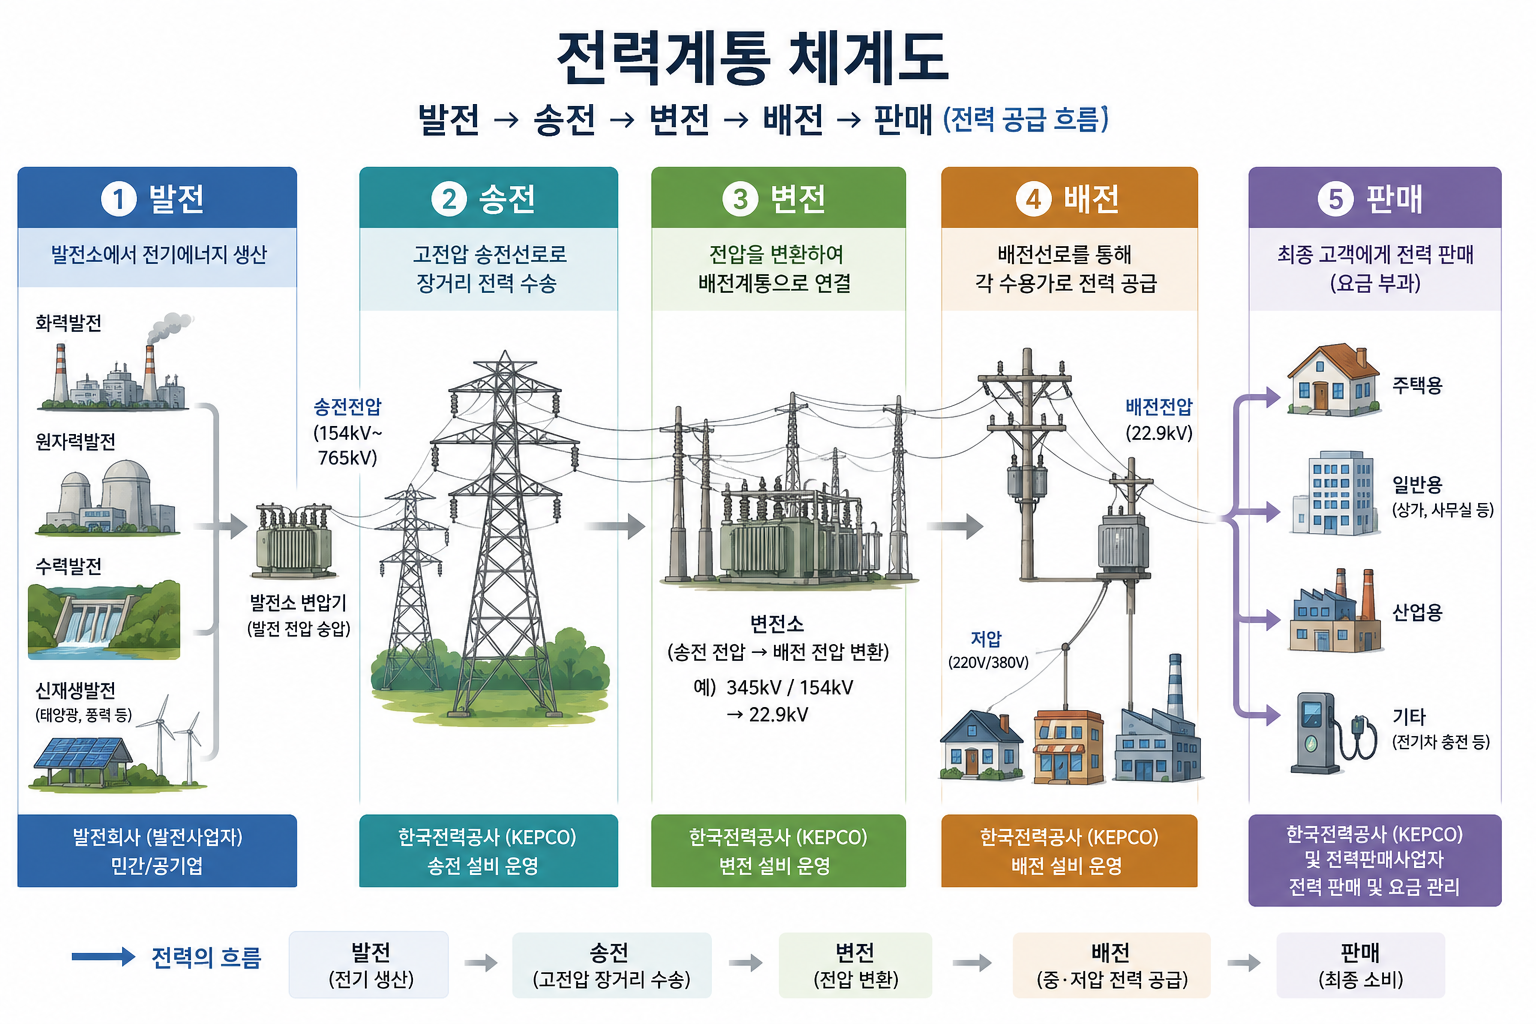 전력계통 체계도
발전 → 송전 → 변전 → 배전 → 판매 (전력 공급 흐름)
1 발전
발전소에서 전기에너지 생산
화력발전
원자력발전
수력발전
신재생발전
(태양광, 풍력 등)
발전소 변압기
(발전 전압 승압)
발전회사 (발전사업자)
민간/공기업
2 송전
고전압 송전선로로
장거리 전력 수송
송전전압
(154kV~
765kV)
한국전력공사 (KEPCO)
송전 설비 운영
3 변전
전압을 변환하여
배전계통으로 연결
변전소
(송전 전압 → 배전 전압 변환)
예) 345kV / 154kV
→ 22.9kV
한국전력공사 (KEPCO)
변전 설비 운영
4 배전
배전선로를 통해
각 수용가로 전력 공급
배전전압
(22.9kV)
저압
(220V/380V)
한국전력공사 (KEPCO)
배전 설비 운영
5 판매
최종 고객에게 전력 판매
(요금 부과)
주택용
일반용
(상가, 사무실 등)
산업용
기타
(전기차 충전 등)
한국전력공사 (KEPCO)
및 전력판매사업자
전력 판매 및 요금 관리
→ 전력의 흐름
발전
(전기 생산)
송전
(고전압 장거리 수송)
변전
(전압 변환)
배전
(중·저압 전력 공급)
판매
(최종 소비)